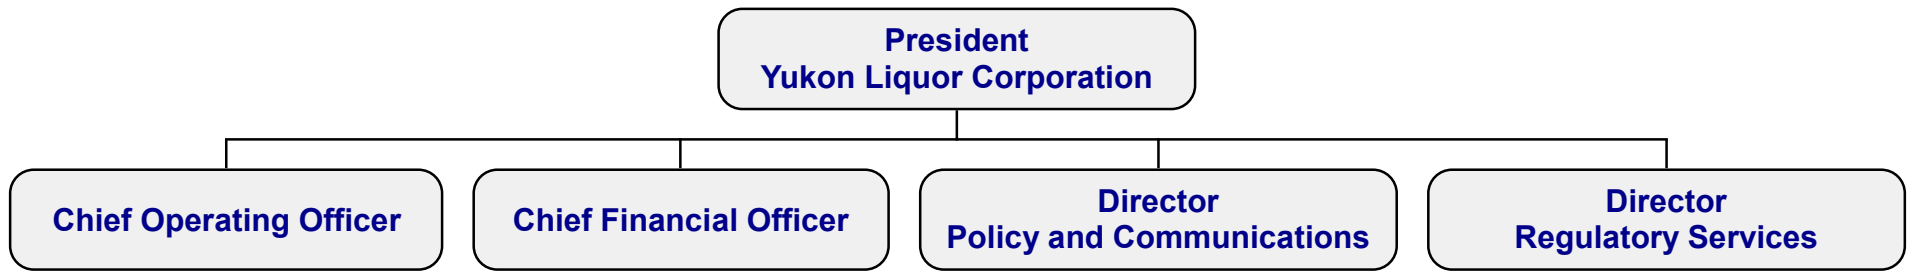 President
Yukon Liquor Corporation
Chief Operating Officer
Chief Financial Officer
Director
Policy and Communications
Director
Regulatory Services